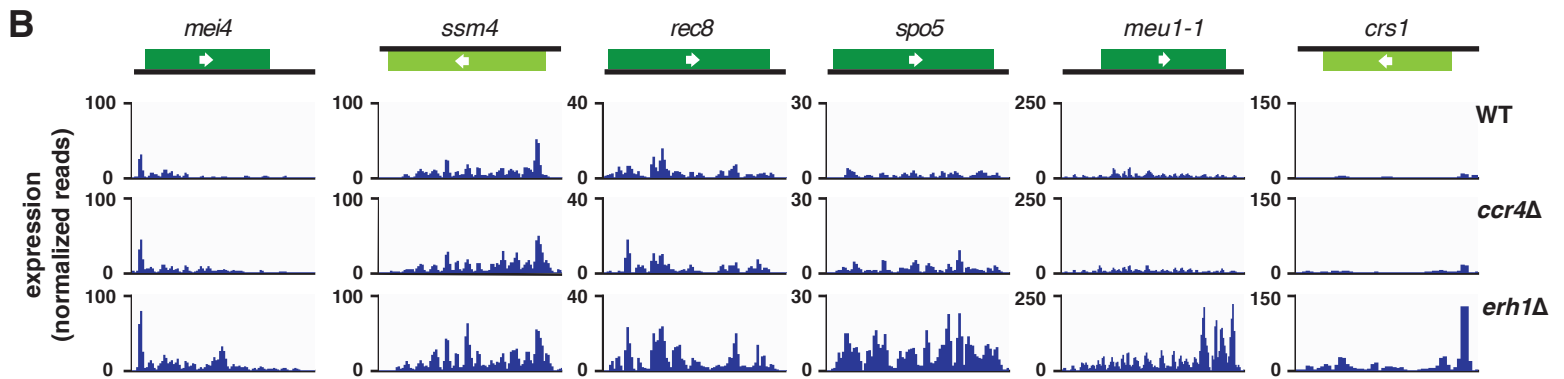 B
mei4 ssm4 rec8 spo5 meu1-1 crs1
expression
(normalized reads)
100 100 40 30 250 150 WT
0 0 0 0 0 0
100 100 40 30 250 150 ccr4Δ
0 0 0 0 0 0
100 100 40 30 250 150 erh1Δ
0 0 0 0 0 0